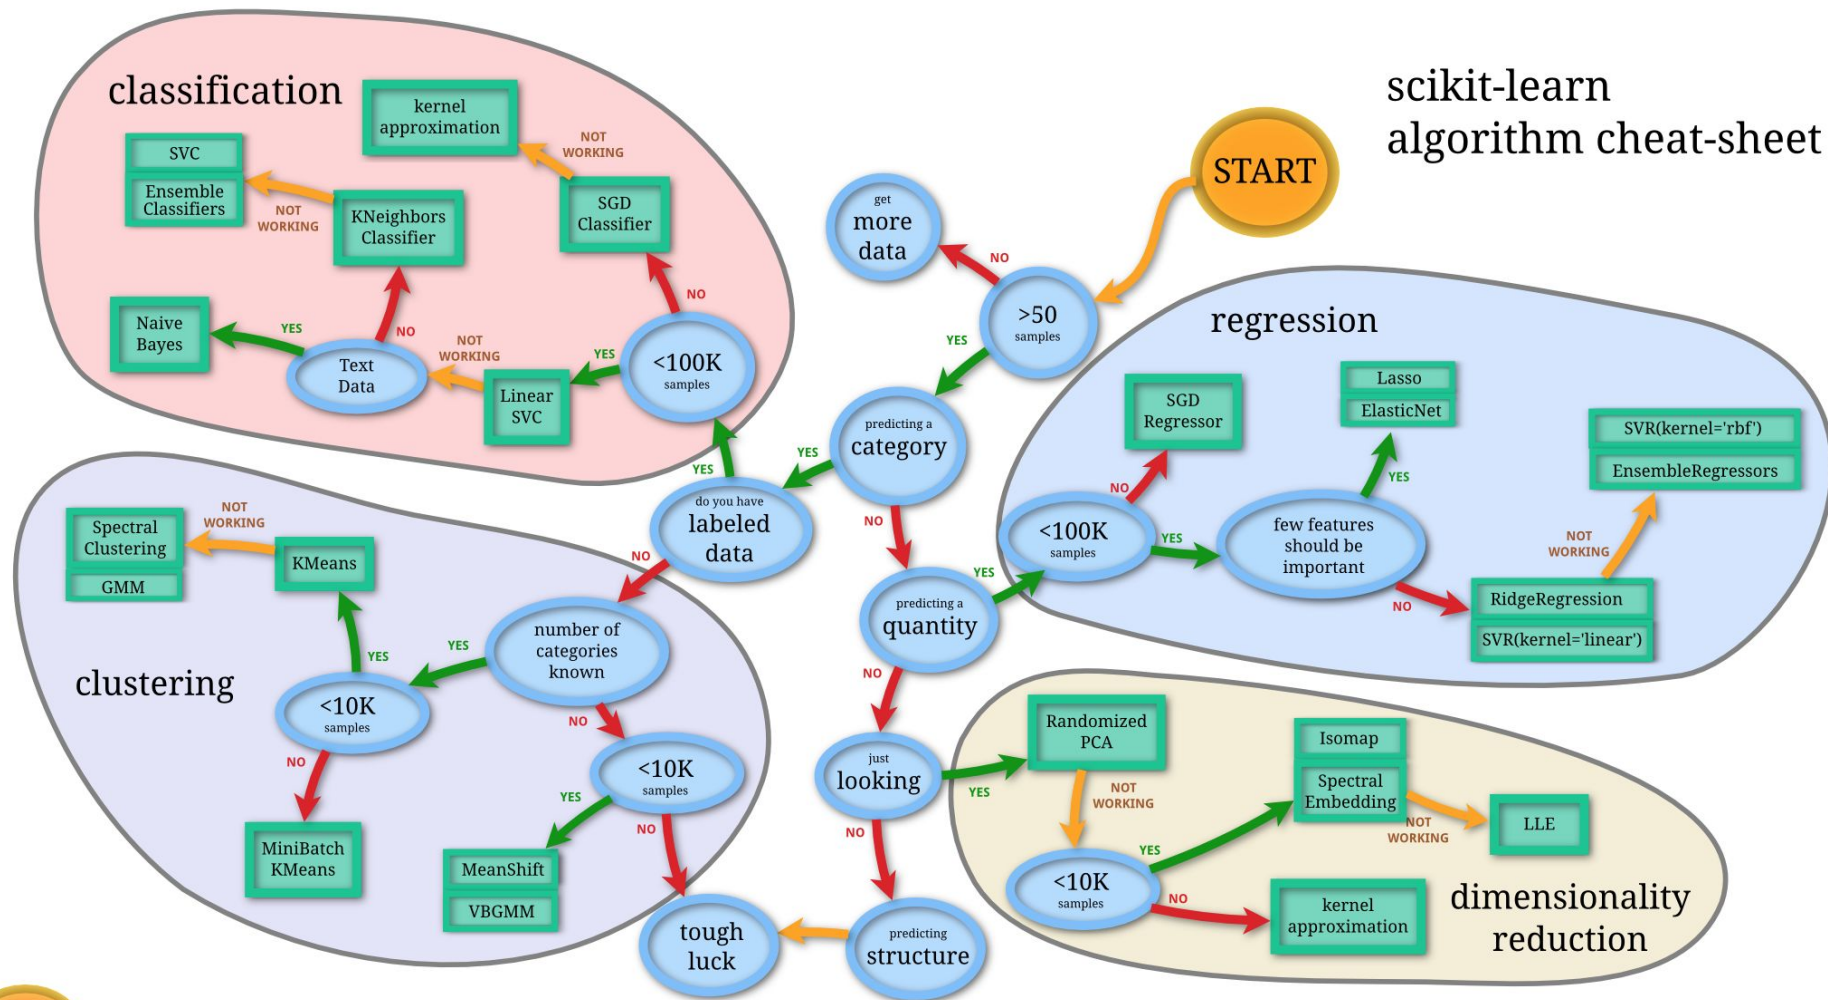 scikit-learn
algorithm cheat-sheet
START
get
more
data
NO
>50
samples
YES
predicting a
category
YES
NO
do you have
labeled
data
YES
NO
predicting a
quantity
YES
NO
just
looking
YES
NO
predicting
structure
tough
luck
classification
kernel
approximation
NOT
WORKING
SVC
Ensemble
Classifiers
NOT
WORKING
KNeighbors
Classifier
SGD
Classifier
NO
Naive
Bayes
YES
NO
Text
Data
NOT
WORKING
Linear
SVC
YES
<100K
samples
regression
SGD
Regressor
Lasso
ElasticNet
SVR(kernel='rbf')
EnsembleRegressors
NO
YES
<100K
samples
YES
few features
should be
important
NOT
WORKING
NO
RidgeRegression
SVR(kernel='linear')
clustering
Spectral
Clustering
GMM
NOT
WORKING
KMeans
YES
<10K
samples
YES
number of
categories
known
NO
NO
<10K
samples
MiniBatch
KMeans
YES
NO
MeanShift
VBGMM
Randomized
PCA
NOT
WORKING
Isomap
Spectral
Embedding
NOT
WORKING
LLE
YES
<10K
samples
NO
kernel
approximation
dimensionality
reduction